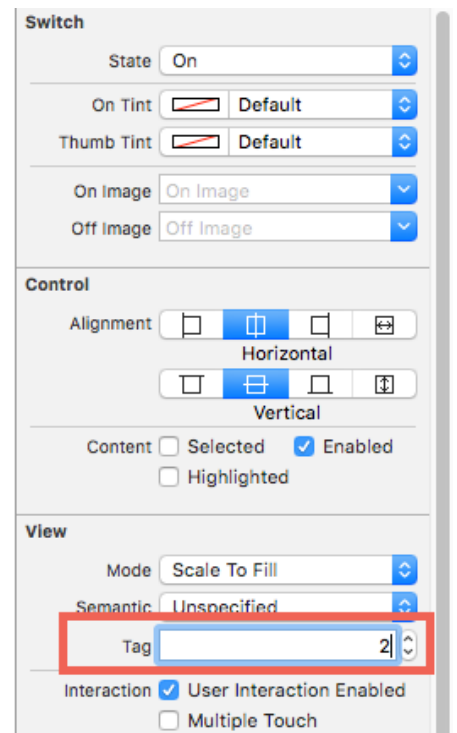 Switch
State On
On Tint Default
Thumb Tint Default
On Image On Image
Off Image Off Image
Control
Alignment
Horizontal
Vertical
Content Selected Enabled
Highlighted
View
Mode Scale To Fill
Semantic Unspecified
Tag 2
Interaction User Interaction Enabled
Multiple Touch